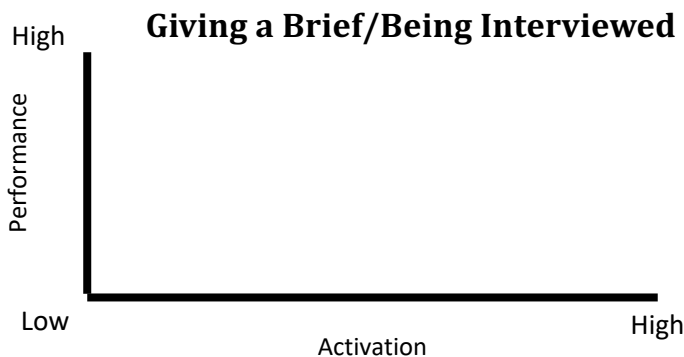 Giving a Brief/Being Interviewed
High
Performance
Low
High
Activation